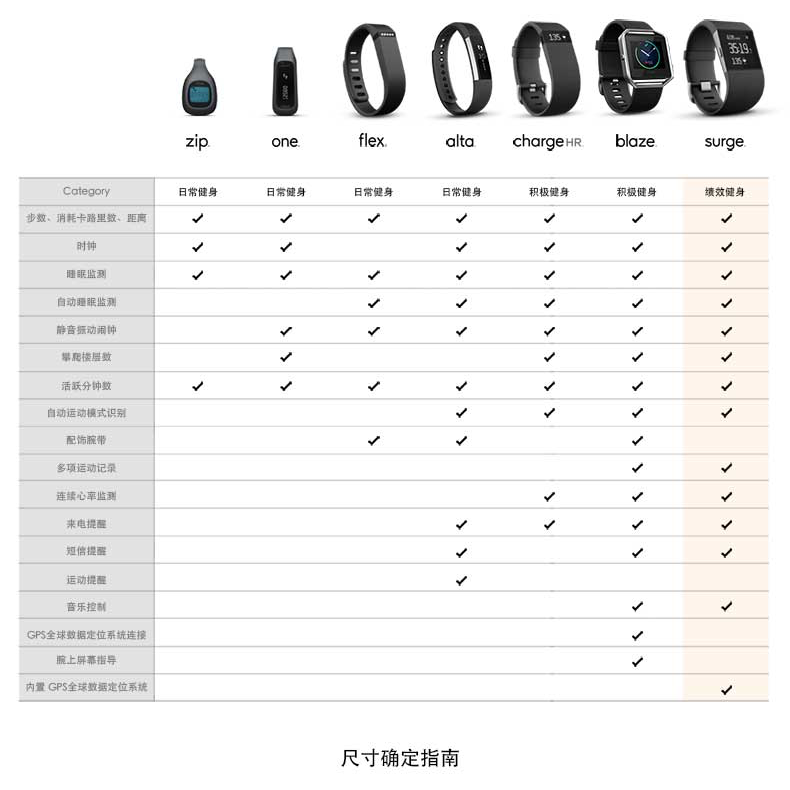 zip.
one.
flex.
alta.
charge HR.
blaze.
surge.
Category 日常健身 日常健身 日常健身 日常健身 积极健身 积极健身 绩效健身
步数、消耗卡路里数、距离
时钟
睡眠监测
自动睡眠监测
静音振动闹钟
攀爬楼层数
活跃分钟数
自动运动模式识别
配饰腕带
多项运动记录
连续心率监测
来电提醒
短信提醒
运动提醒
音乐控制
GPS全球数据定位系统连接
腕上屏幕指导
内置 GPS全球数据定位系统
尺寸确定指南